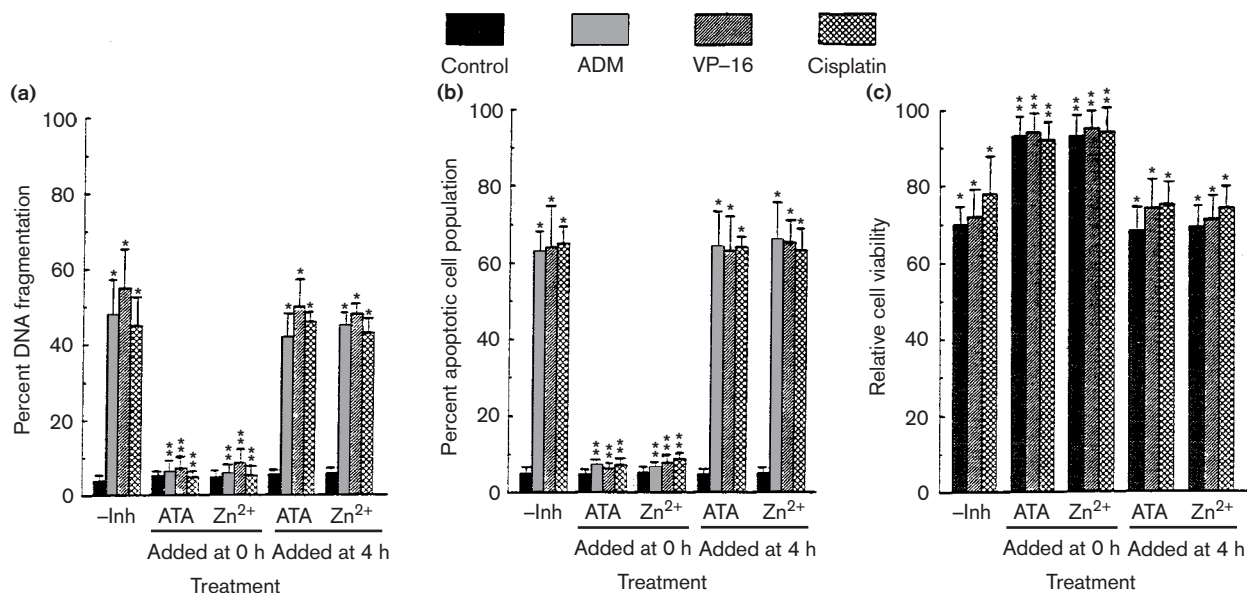 Control ADM VP–16 Cisplatin
(a)
Percent DNA fragmentation
100
80
60
40
20
0
* * *
** ** **
** ** **
* * *
* * *
–Inh ATA Zn2+ ATA Zn2+
Added at 0 h Added at 4 h
Treatment
(b)
Percent apoptotic cell population
100
80
60
40
20
0
* * *
** ** **
** ** **
* * *
* * *
–Inh ATA Zn2+ ATA Zn2+
Added at 0 h Added at 4 h
Treatment
(c)
Relative cell viability
100
80
60
40
20
0
* * *
** ** **
** ** **
* * *
* * *
–Inh ATA Zn2+ ATA Zn2+
Added at 0 h Added at 4 h
Treatment